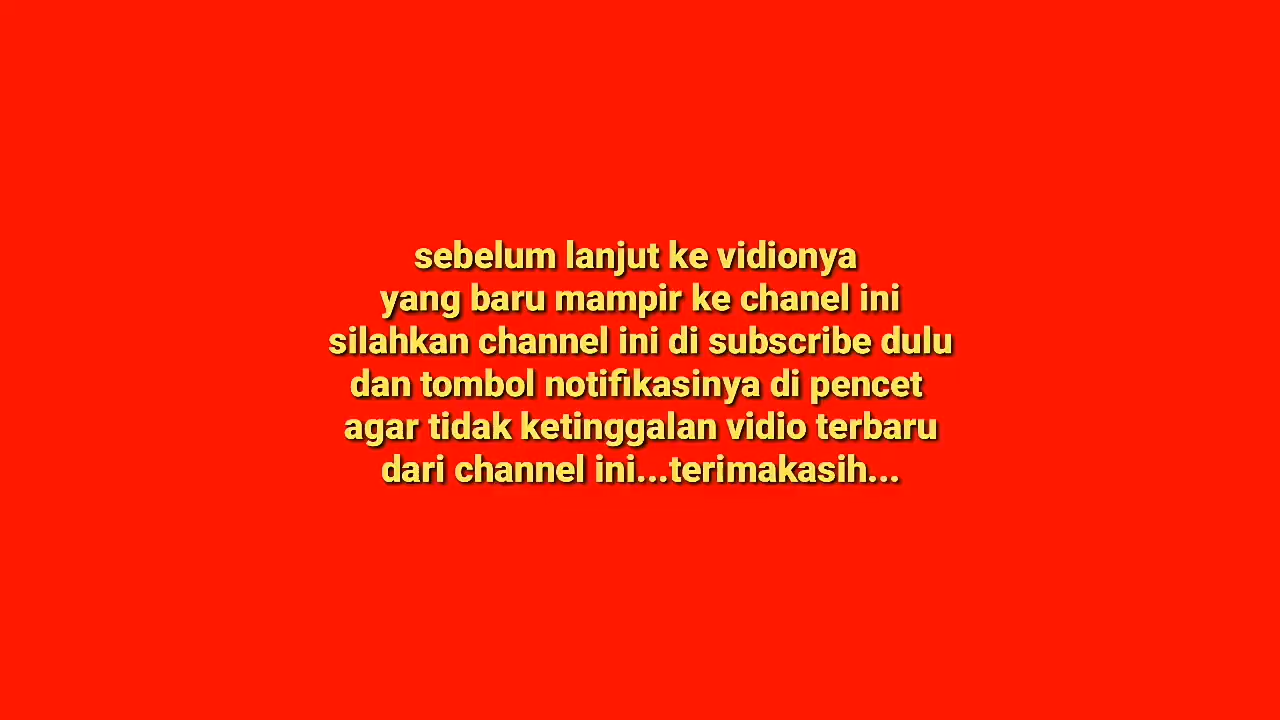 sebelum lanjut ke vidionya
yang baru mampir ke chanel ini
silahkan channel ini di subscribe dulu
dan tombol notifikasinya di pencet
agar tidak ketinggalan vidio terbaru
dari channel ini...terimakasih...